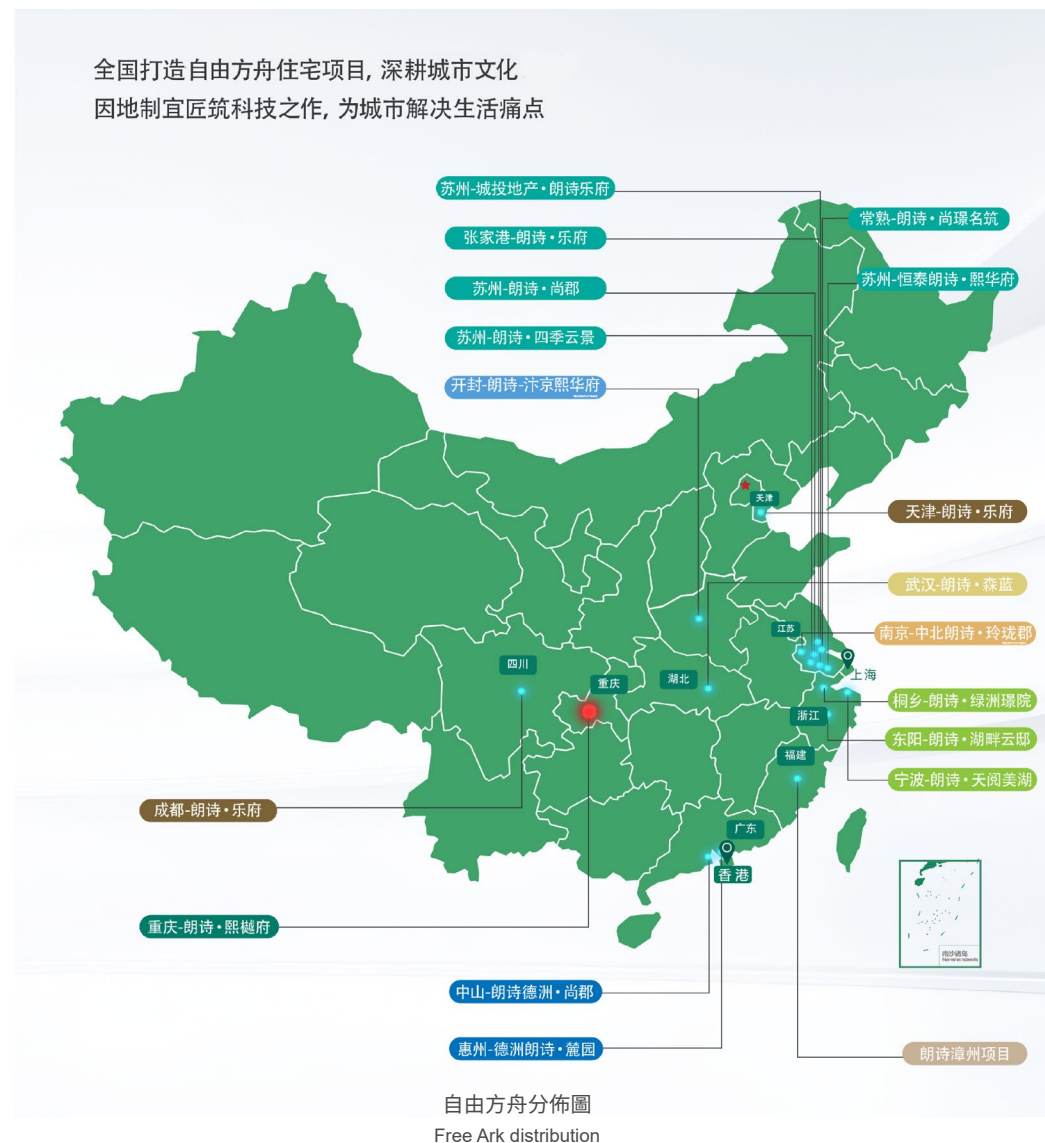 全国打造自由方舟住宅项目, 深耕城市文化
因地制宜匠筑科技之作, 为城市解决生活痛点
苏州-城投地产•朗诗乐府
常熟-朗诗•尚璟名筑
张家港-朗诗•乐府
苏州-恒泰朗诗•熙华府
苏州-朗诗•尚郡
苏州-朗诗•四季云景
开封-朗诗-汴京熙华府
天津
天津-朗诗•乐府
武汉-朗诗•森蓝
江苏
南京-中北朗诗•玲珑郡
四川
重庆
湖北
上海
桐乡-朗诗•绿洲璟院
浙江
东阳-朗诗•湖畔云邸
福建
宁波-朗诗•天阅美湖
成都-朗诗•乐府
广东
香港
重庆-朗诗•熙樾府
南沙诸岛
Nansha islands
中山-朗诗德洲•尚郡
惠州-德洲朗诗•麓园
朗诗漳州项目
自由方舟分佈圖
Free Ark distribution